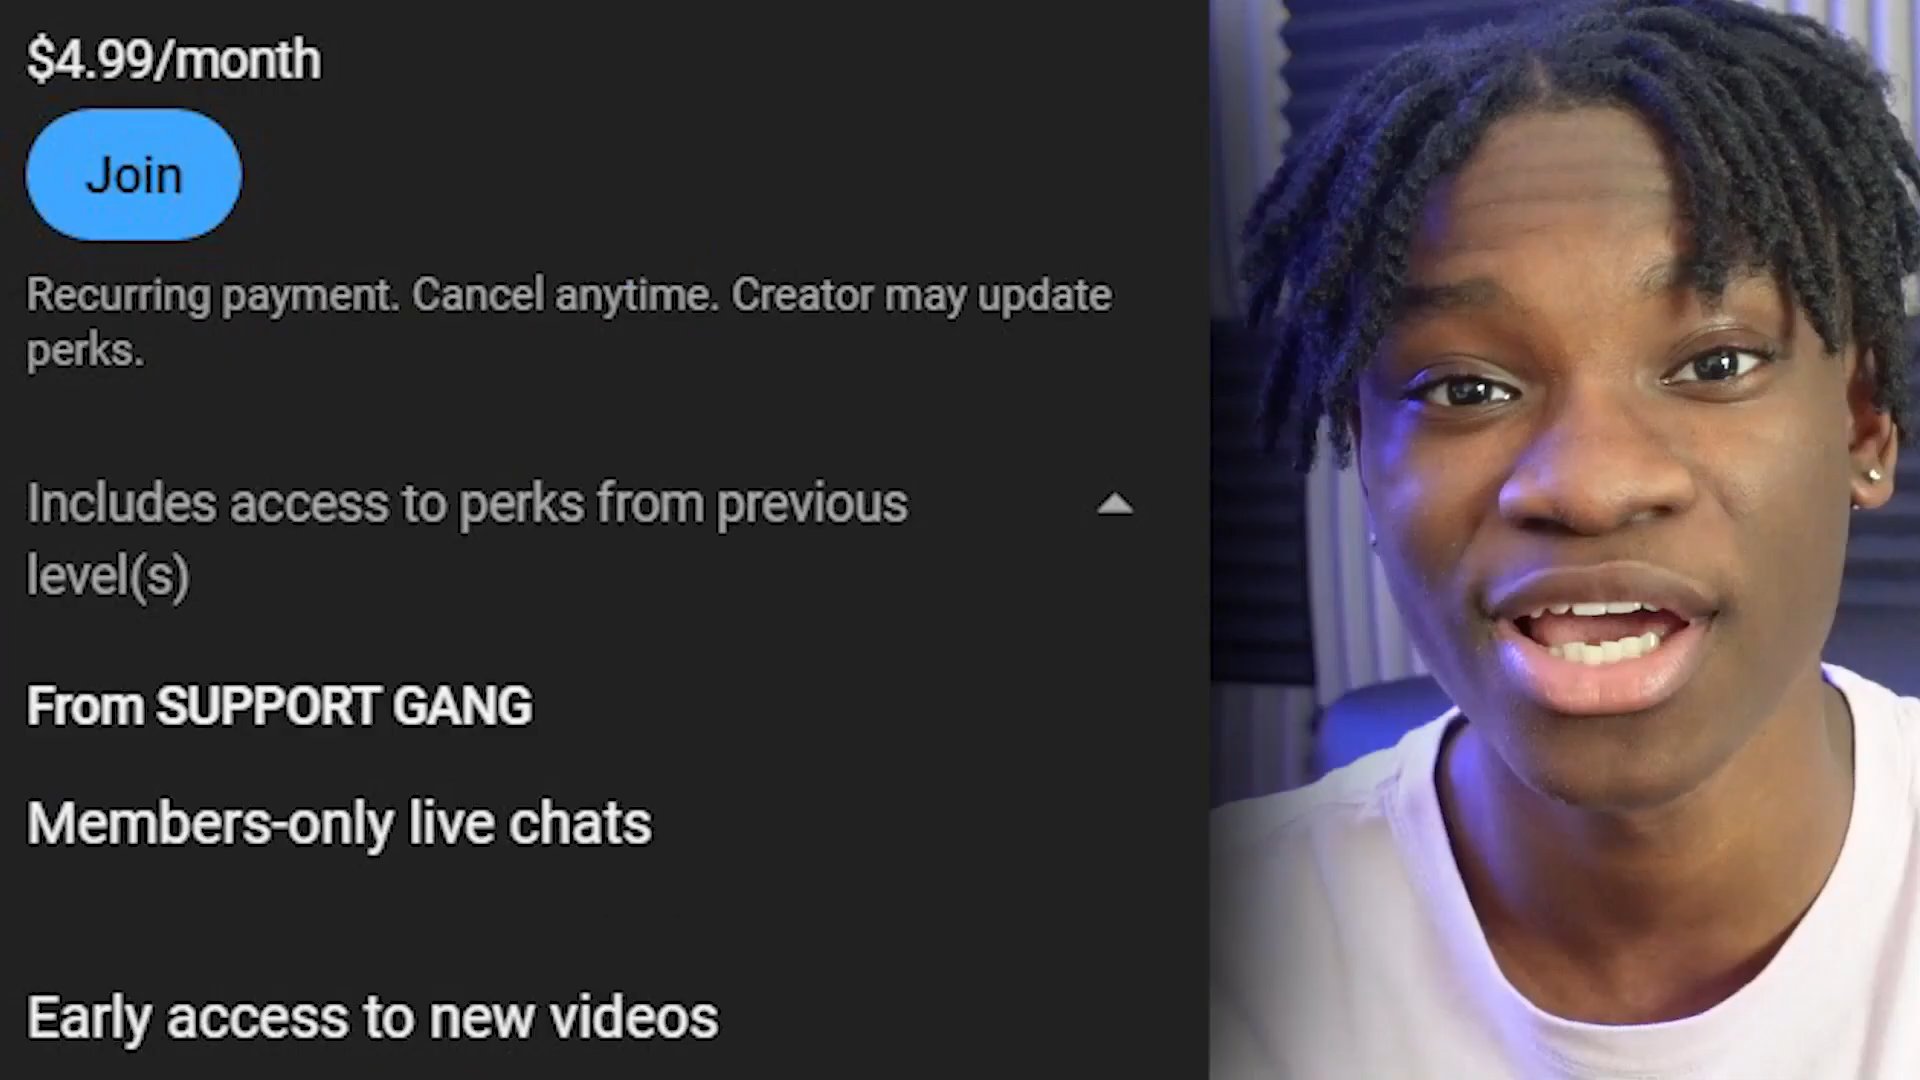 $4.99/month
Join
Recurring payment. Cancel anytime. Creator may update
perks.
Includes access to perks from previous
level(s)
From SUPPORT GANG
Members-only live chats
Early access to new videos